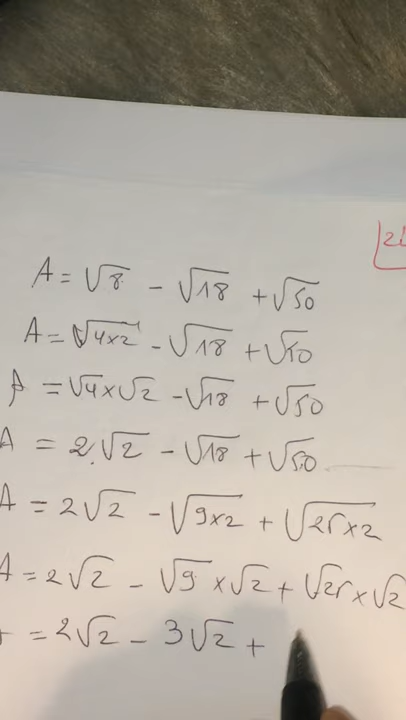 A = √8 - √18 + √50
A = √4×2 - √18 + √50
A = √4×√2 - √18 + √50
A = 2√2 - √18 + √50
A = 2√2 - √9×2 + √25×2
A = 2√2 - √9 × √2 + √25 × √2
= 2√2 - 3√2 +